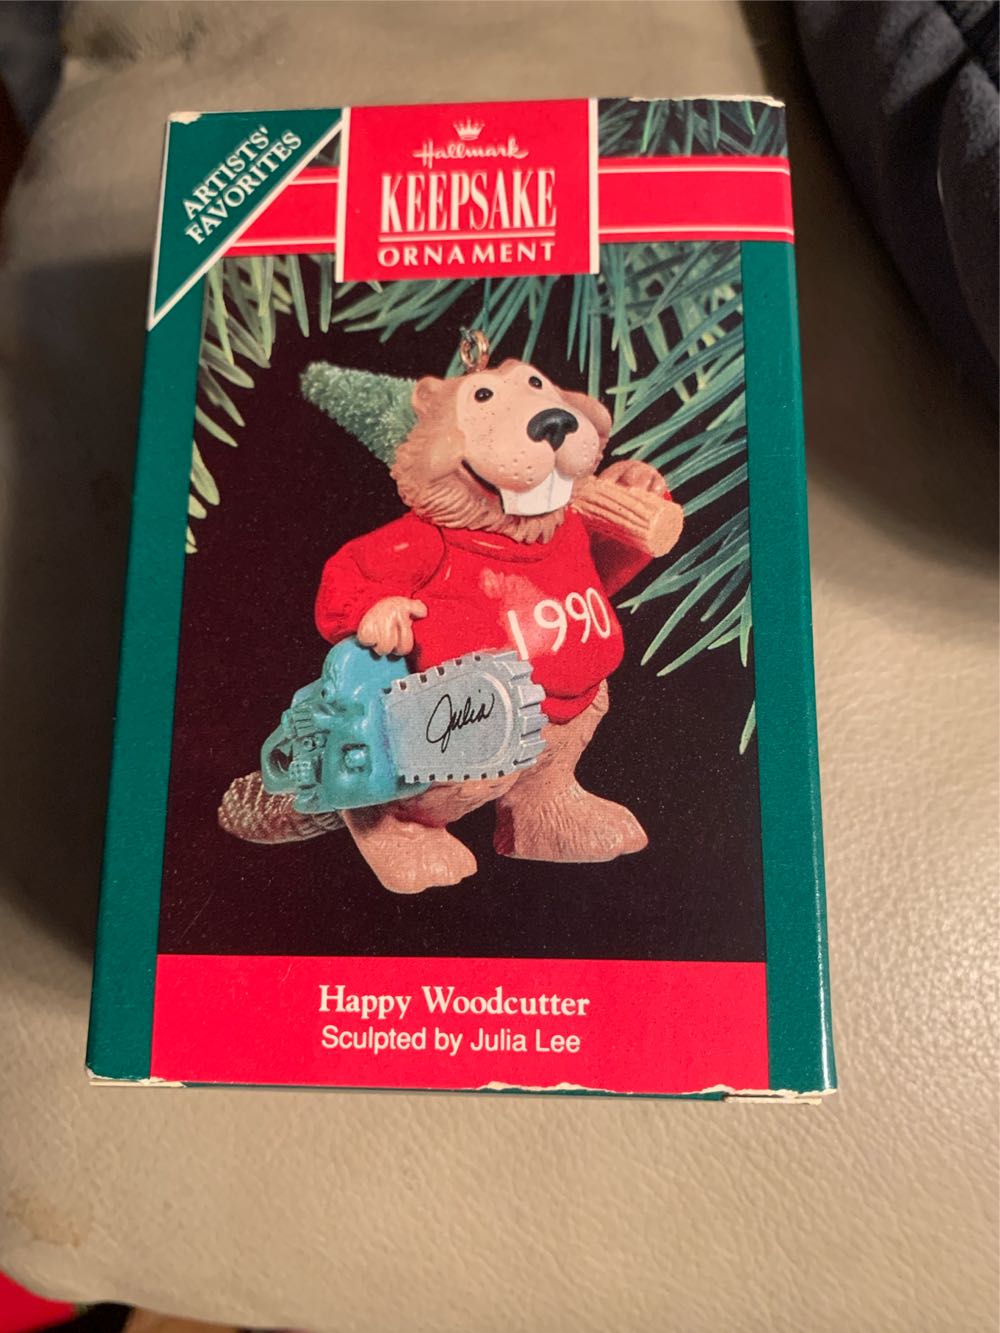 ARTISTS'
FAVORITES
Hallmark
KEEPSAKE
ORNAMENT
1990
Julia
Happy Woodcutter
Sculpted by Julia Lee